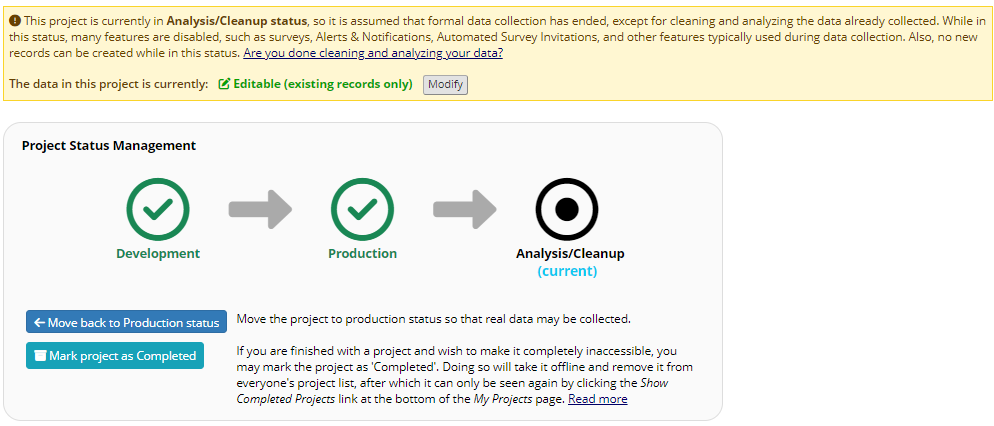 This project is currently in Analysis/Cleanup status, so it is assumed that formal data collection has ended, except for cleaning and analyzing the data already collected. While in
this status, many features are disabled, such as surveys, Alerts & Notifications, Automated Survey Invitations, and other features typically used during data collection. Also, no new
records can be created while in this status. Are you done cleaning and analyzing your data?
The data in this project is currently: Editable (existing records only) Modify
Project Status Management
Development Production Analysis/Cleanup
(current)
Move back to Production status Move the project to production status so that real data may be collected.
Mark project as Completed If you are finished with a project and wish to make it completely inaccessible, you
may mark the project as 'Completed'. Doing so will take it offline and remove it from
everyone's project list, after which it can only be seen again by clicking the Show
Completed Projects link at the bottom of the My Projects page. Read more